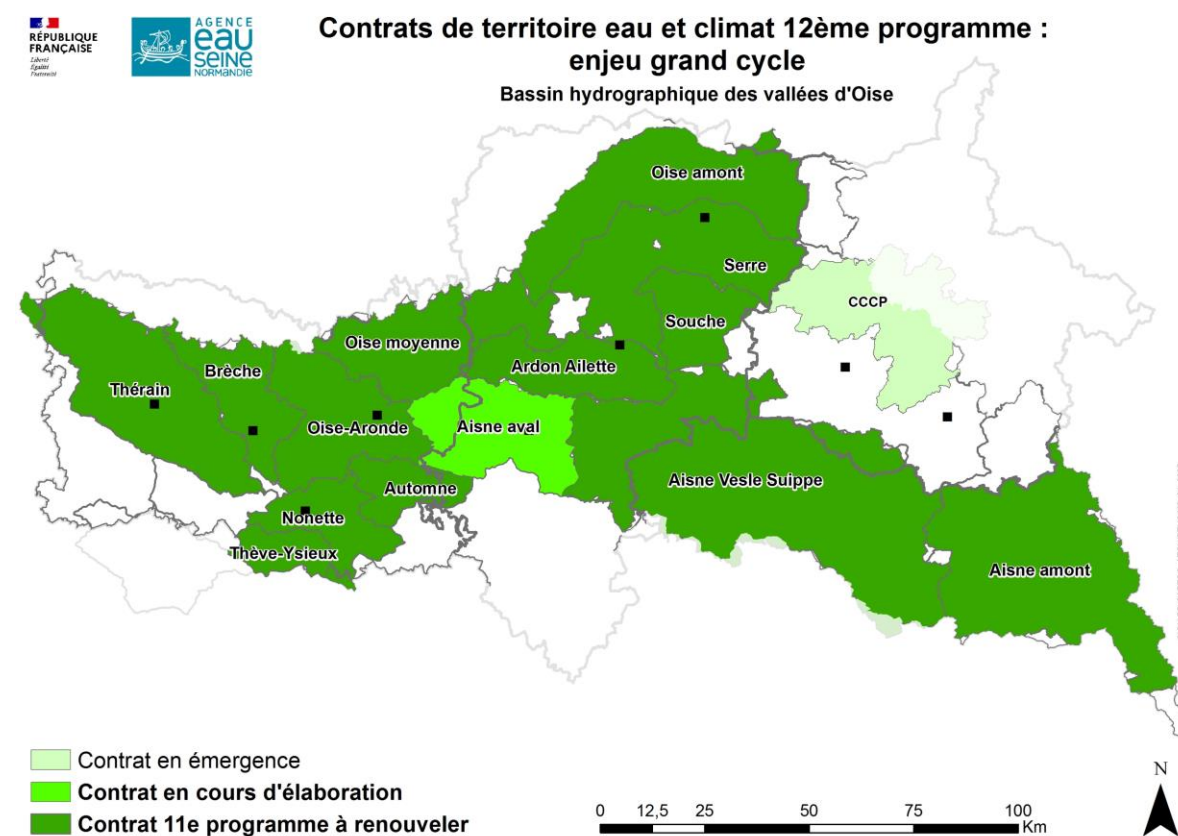 RÉPUBLIQUE
FRANÇAISE
Liberté
Égalité
Fraternité
AGENCE
eau
SEINE
NORMANDIE
Contrats de territoire eau et climat 12ème programme :
enjeu grand cycle
Bassin hydrographique des vallées d'Oise
Oise amont
Serre
CCCP
Souche
Oise moyenne
Ardon Ailette
Brèche
Thérain
Oise-Aronde
Aisne aval
Aisne Vesle Suippe
Automne
Nonette
Thève-Ysieux
Aisne amont
Contrat en émergence
Contrat en cours d'élaboration
Contrat 11e programme à renouveler
0 12,5 25 50 75 100
Km
N